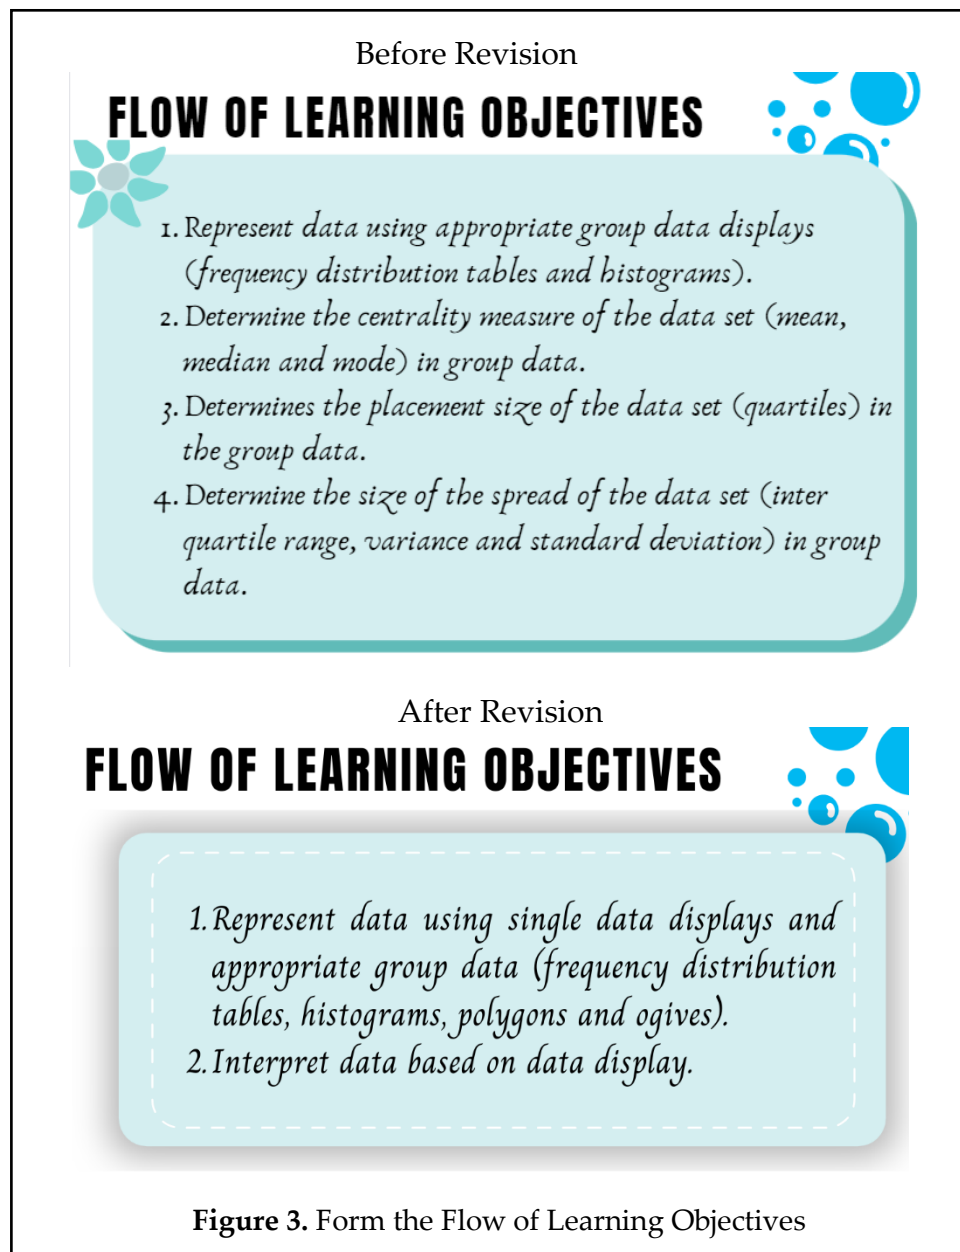 Before Revision
FLOW OF LEARNING OBJECTIVES
1. Represent data using appropriate group data displays
(frequency distribution tables and histograms).
2. Determine the centrality measure of the data set (mean,
median and mode) in group data.
3. Determines the placement size of the data set (quartiles) in
the group data.
4. Determine the size of the spread of the data set (inter
quartile range, variance and standard deviation) in group
data.
After Revision
FLOW OF LEARNING OBJECTIVES
1. Represent data using single data displays and
appropriate group data (frequency distribution
tables, histograms, polygons and ogives).
2. Interpret data based on data display.
Figure 3. Form the Flow of Learning Objectives